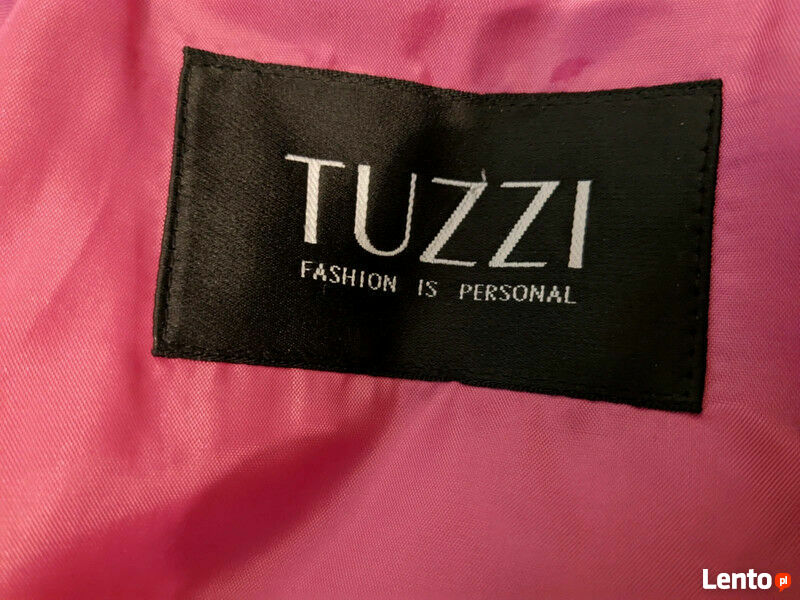 TUZZI
FASHION IS PERSONAL
Lento pl